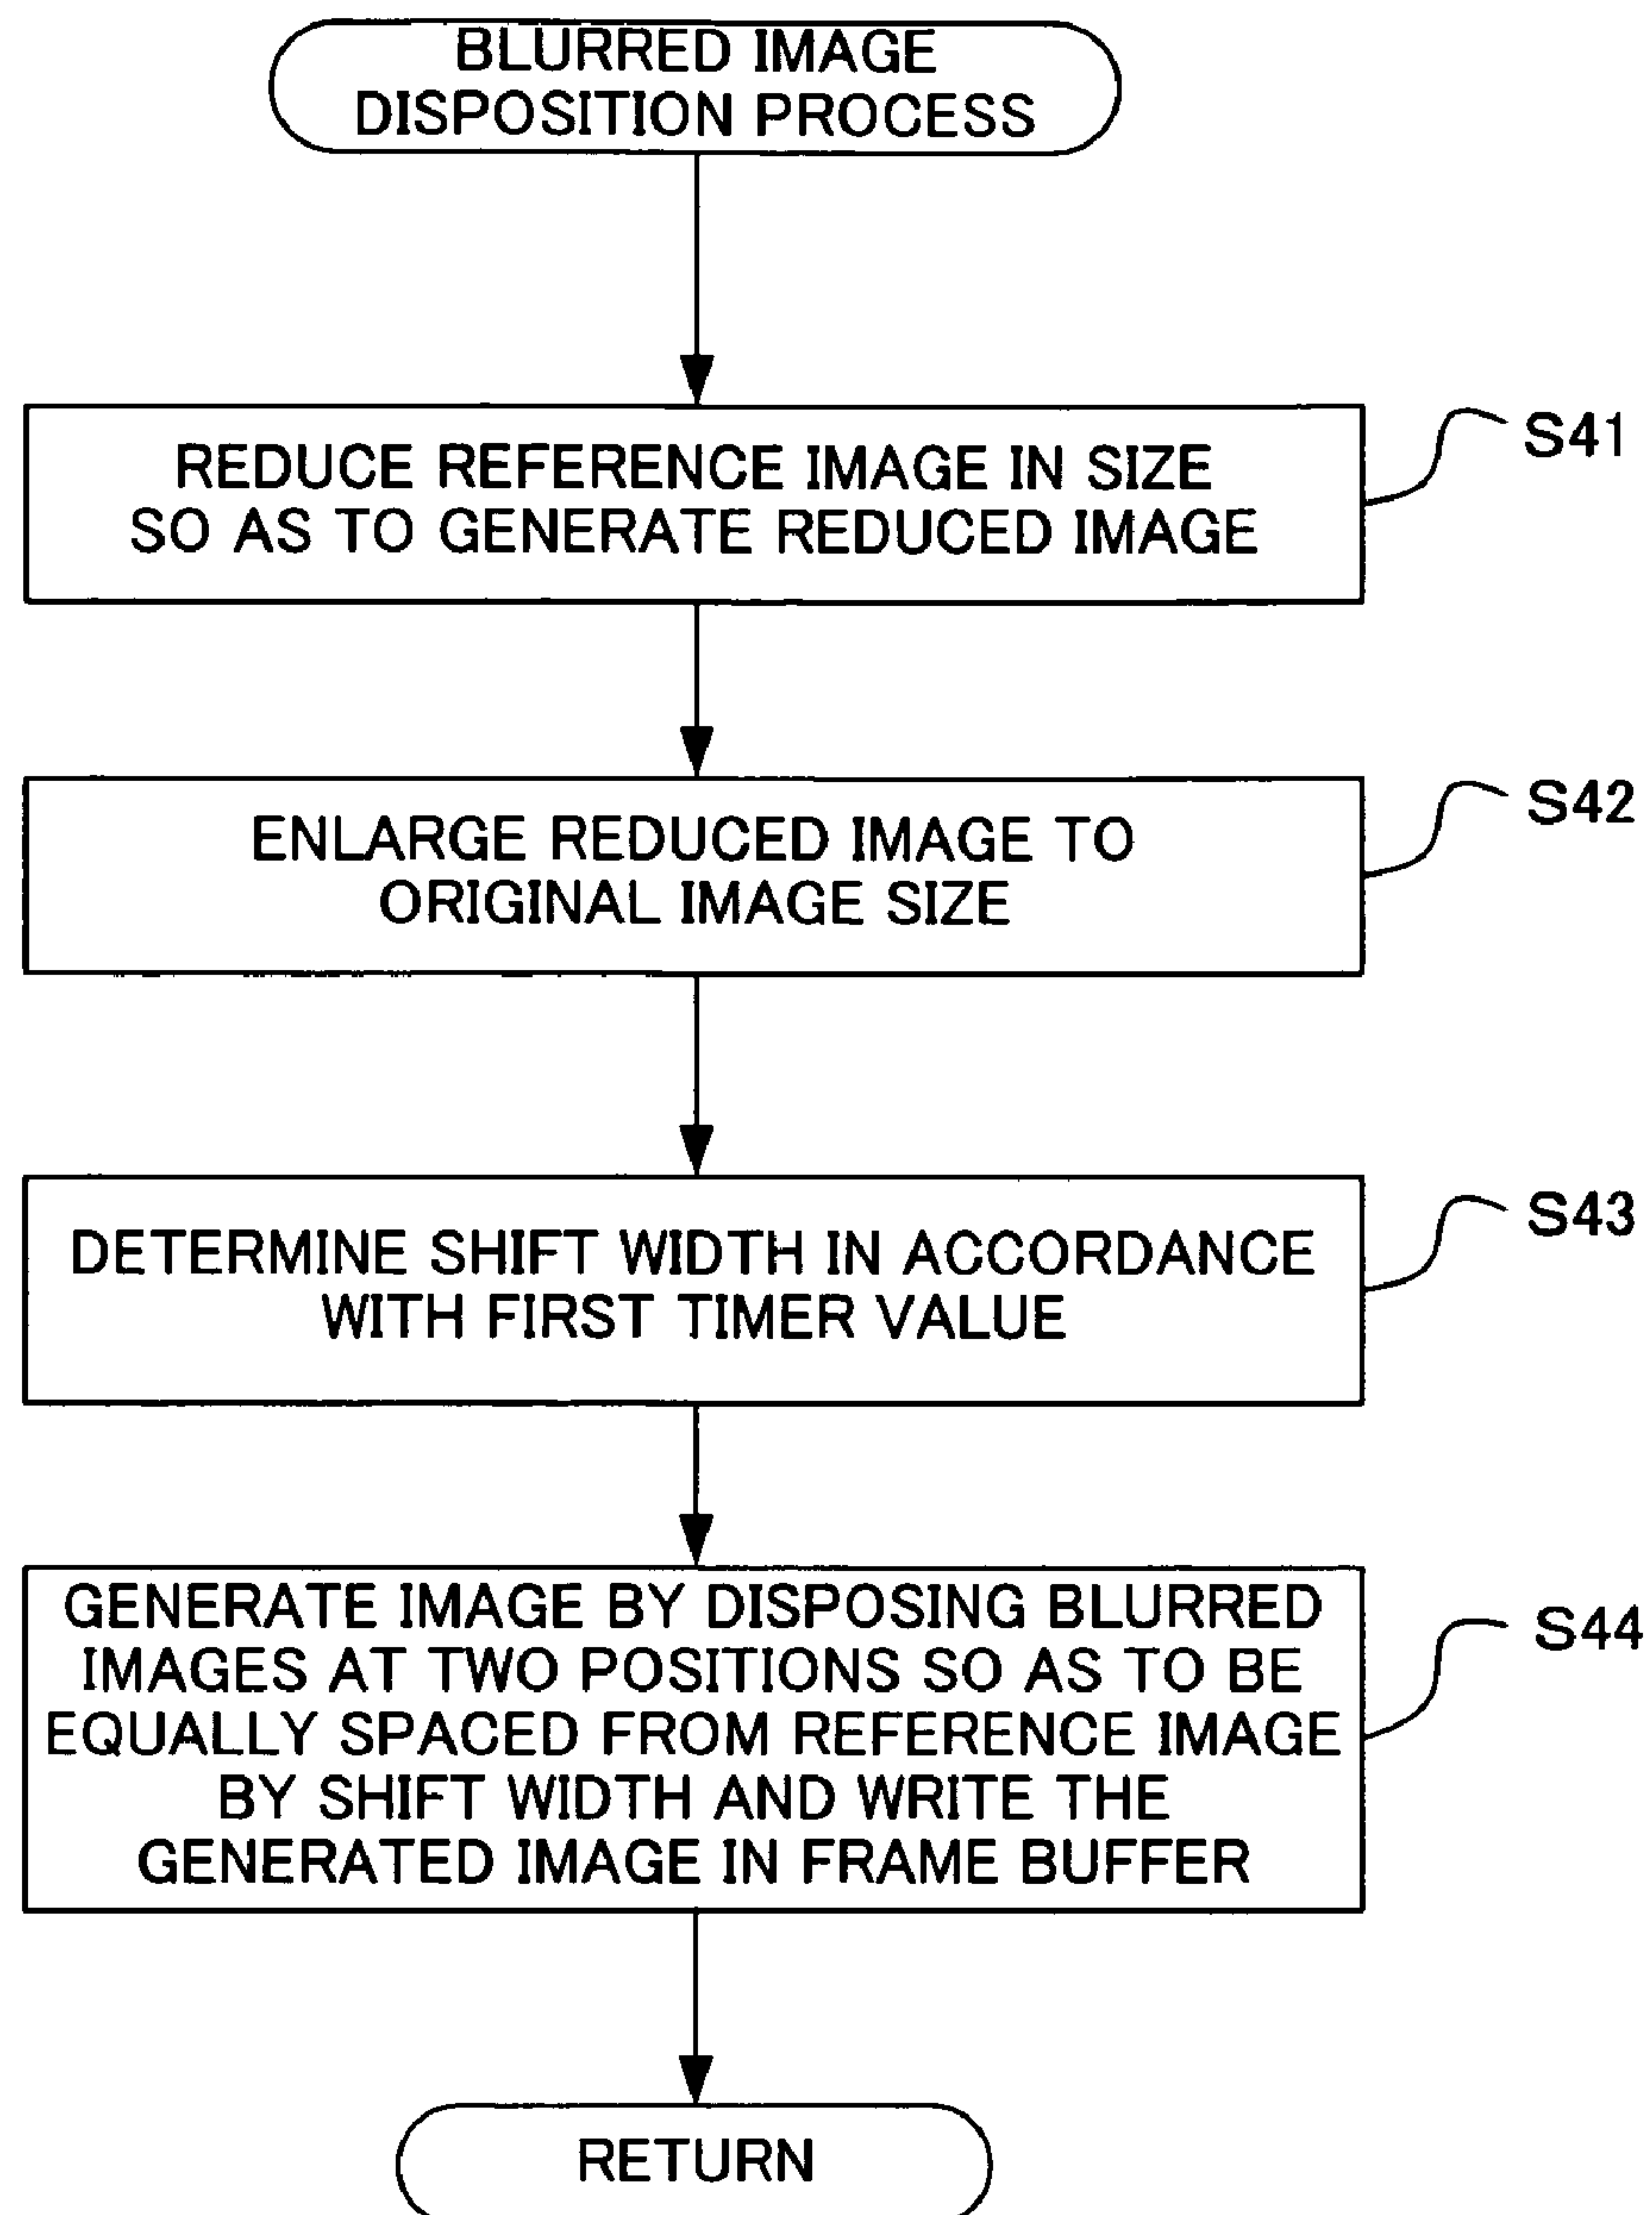 BLURRED IMAGE
DISPOSITION PROCESS
REDUCE REFERENCE IMAGE IN SIZE
SO AS TO GENERATE REDUCED IMAGE
S41
ENLARGE REDUCED IMAGE TO
ORIGINAL IMAGE SIZE
S42
DETERMINE SHIFT WIDTH IN ACCORDANCE
WITH FIRST TIMER VALUE
S43
GENERATE IMAGE BY DISPOSING BLURRED
IMAGES AT TWO POSITIONS SO AS TO BE
EQUALLY SPACED FROM REFERENCE IMAGE
BY SHIFT WIDTH AND WRITE THE
GENERATED IMAGE IN FRAME BUFFER
S44
RETURN